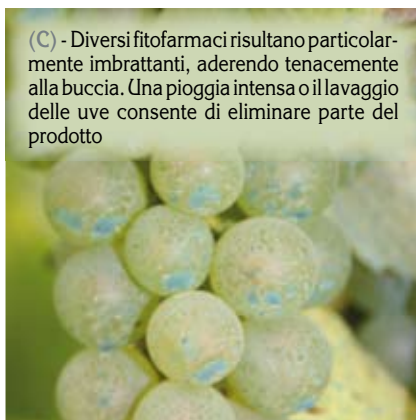 (C) - Diversi fitofarmaci risultano particolar-
mente imbrattanti, aderendo tenacemente
alla buccia. Una pioggia intensa o il lavaggio
delle uve consente di eliminare parte del
prodotto